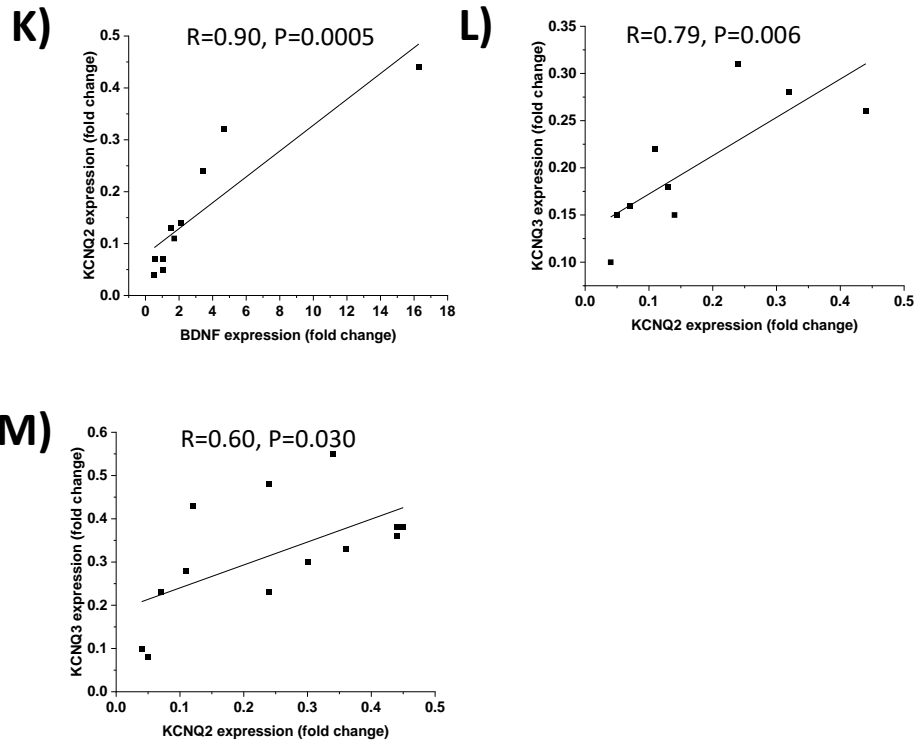 K)
R=0.90, P=0.0005
KCNQ2 expression (fold change)
0.5
0.4
0.3
0.2
0.1
0.0
0 2 4 6 8 10 12 14 16 18
BDNF expression (fold change)
L)
R=0.79, P=0.006
KCNQ3 expression (fold change)
0.35
0.30
0.25
0.20
0.15
0.10
0.0 0.1 0.2 0.3 0.4 0.5
KCNQ2 expression (fold change)
M)
R=0.60, P=0.030
KCNQ3 expression (fold change)
0.6
0.5
0.4
0.3
0.2
0.1
0.0
0.0 0.1 0.2 0.3 0.4 0.5
KCNQ2 expression (fold change)